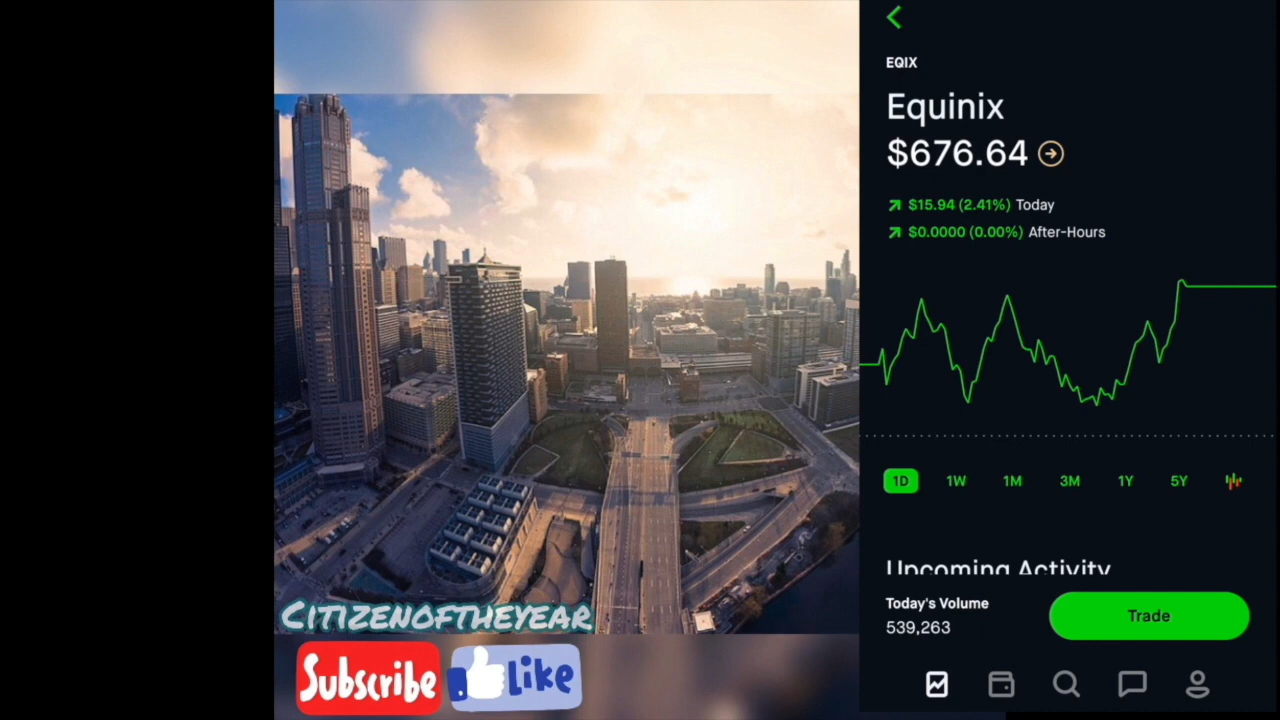 EQIX
Equinix
$676.64
$15.94 (2.41%) Today
$0.0000 (0.00%) After-Hours
1D 1W 1M 3M 1Y 5Y
Upcoming Activity
Today's Volume
539,263
Trade
CITIZENOFTHEYEAR
Subscribe
Like